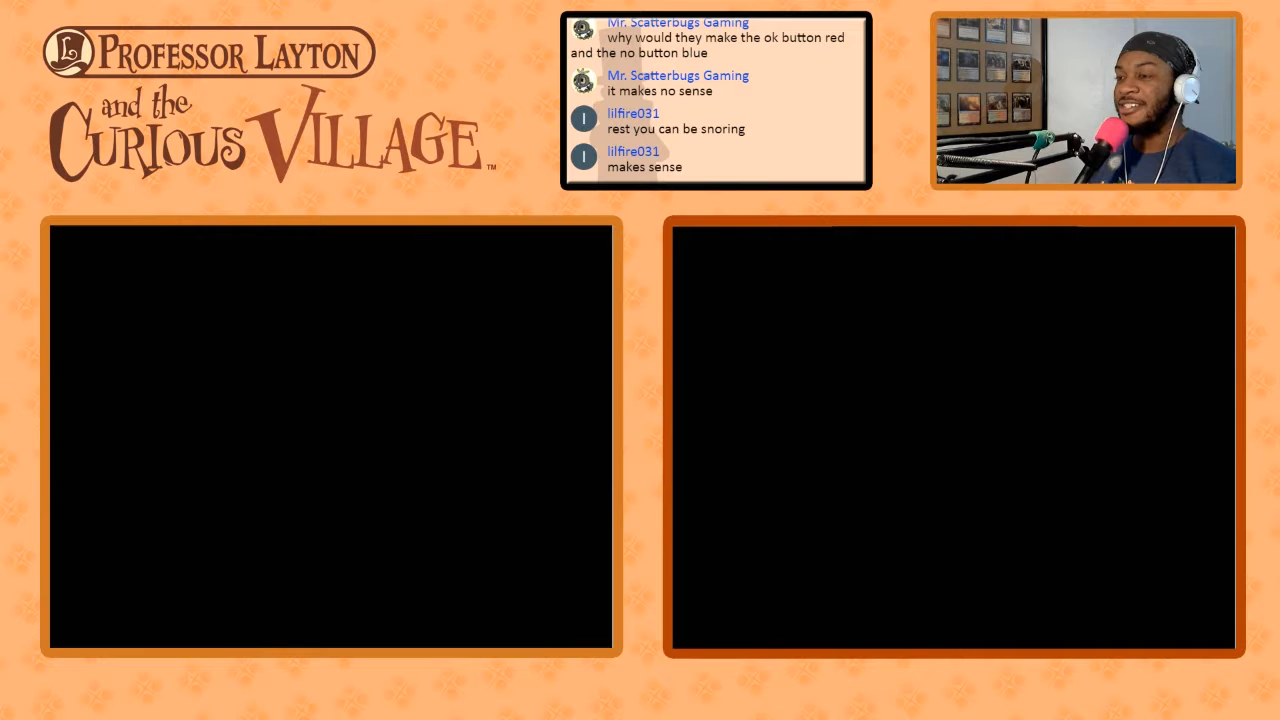 PROFESSOR LAYTON
and the
CURIOUS VILLAGE™
Mr. Scatterbugs Gaming
why would they make the ok button red
and the no button blue
Mr. Scatterbugs Gaming
it makes no sense
lilfire031
rest you can be snoring
lilfire031
makes sense